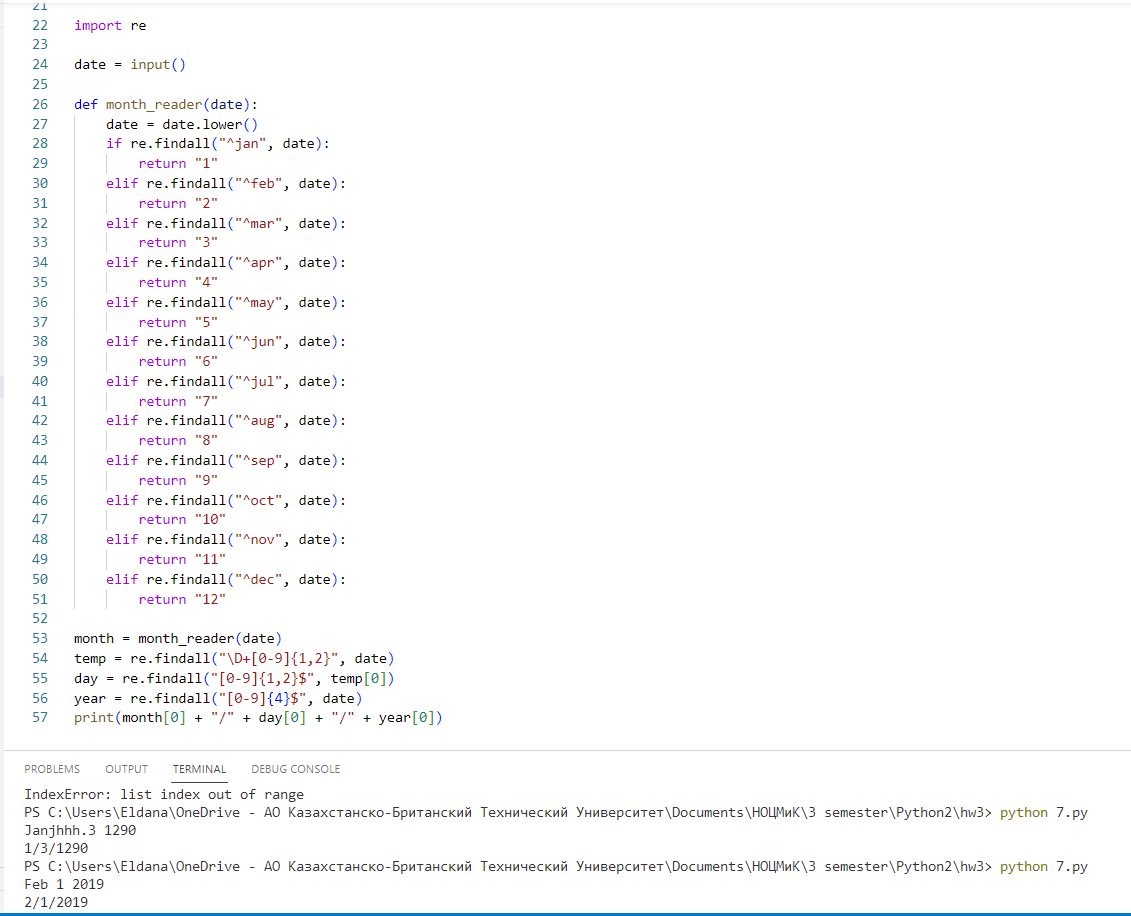 21
22 import re
23
24 date = input()
25
26 def month_reader(date):
27     date = date.lower()
28     if re.findall("^jan", date):
29         return "1"
30     elif re.findall("^feb", date):
31         return "2"
32     elif re.findall("^mar", date):
33         return "3"
34     elif re.findall("^apr", date):
35         return "4"
36     elif re.findall("^may", date):
37         return "5"
38     elif re.findall("^jun", date):
39         return "6"
40     elif re.findall("^jul", date):
41         return "7"
42     elif re.findall("^aug", date):
43         return "8"
44     elif re.findall("^sep", date):
45         return "9"
46     elif re.findall("^oct", date):
47         return "10"
48     elif re.findall("^nov", date):
49         return "11"
50     elif re.findall("^dec", date):
51         return "12"
52
53 month = month_reader(date)
54 temp = re.findall("\D+[0-9]{1,2}", date)
55 day = re.findall("[0-9]{1,2}$", temp[0])
56 year = re.findall("[0-9]{4}$", date)
57 print(month[0] + "/" + day[0] + "/" + year[0])
PROBLEMS OUTPUT TERMINAL DEBUG CONSOLE
IndexError: list index out of range
PS C:\Users\Eldana\OneDrive - АО Казахстанско-Британский Технический Университет\Documents\НОЦМиК\3 semester\Python2\hw3> python 7.py
Janjhhh.3 1290
1/3/1290
PS C:\Users\Eldana\OneDrive - АО Казахстанско-Британский Технический Университет\Documents\НОЦМиК\3 semester\Python2\hw3> python 7.py
Feb 1 2019
2/1/2019